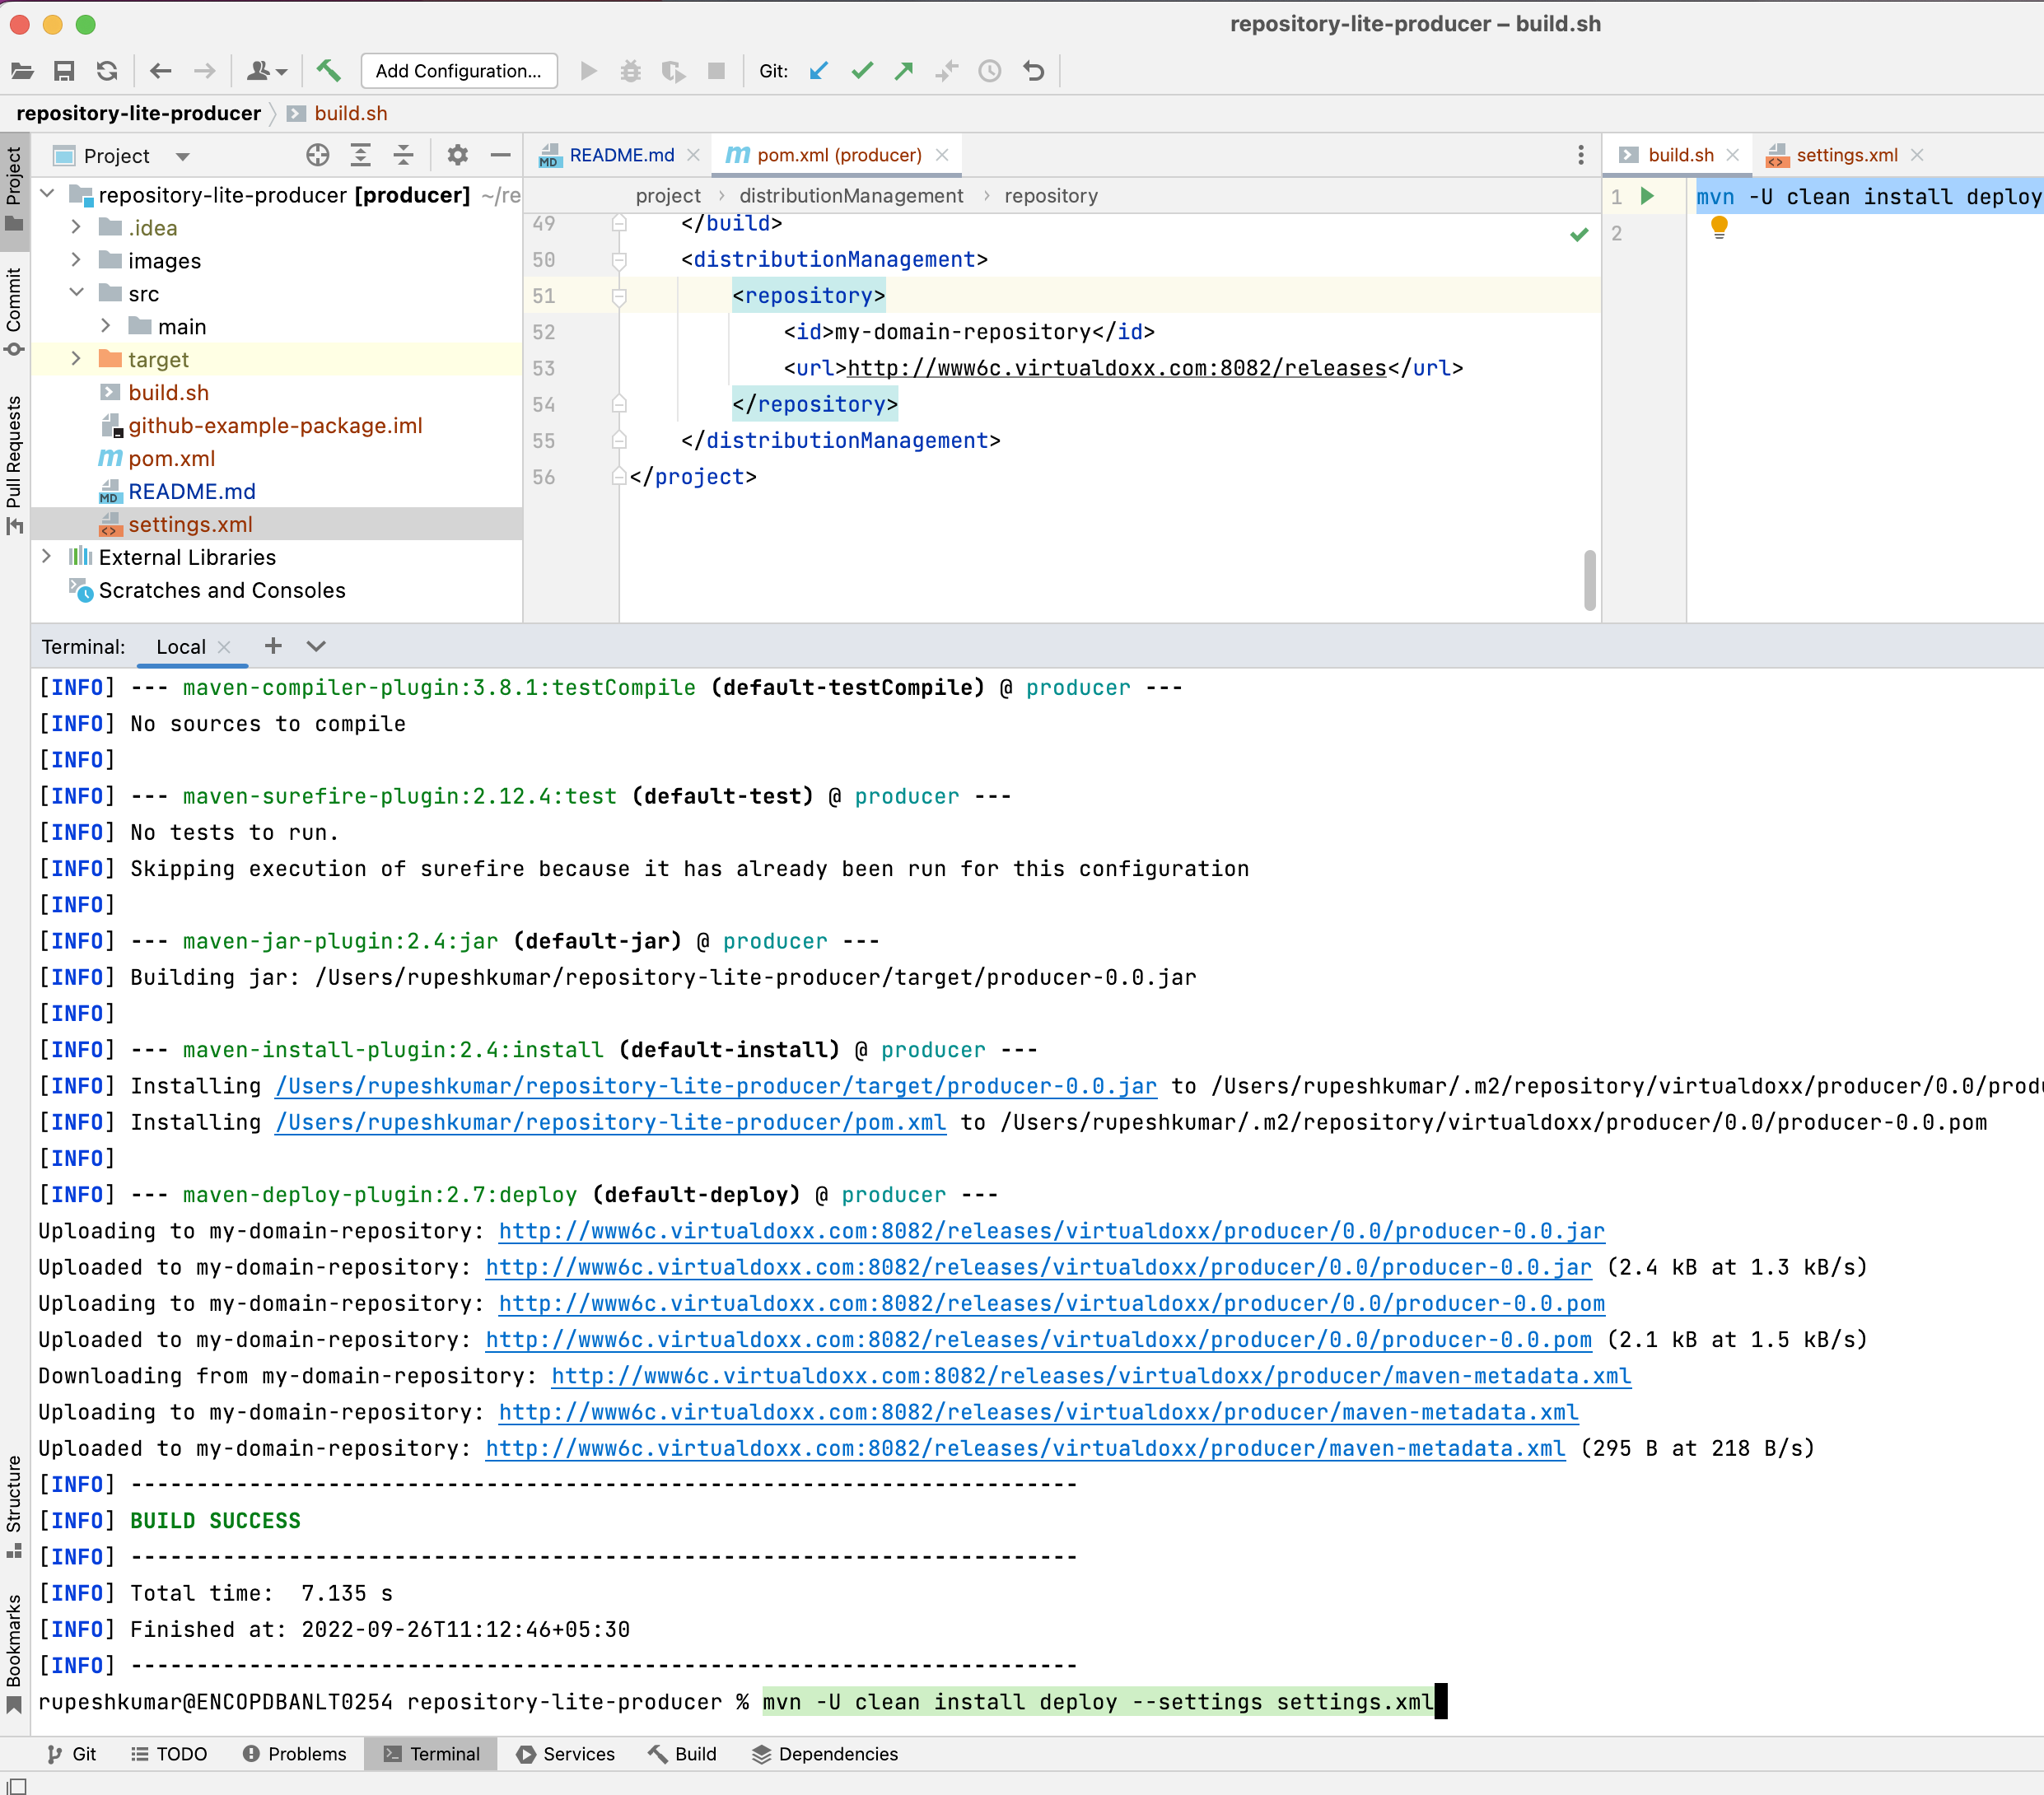 repository-lite-producer – build.sh
Add Configuration...
Git:
repository-lite-producer
build.sh
Project
Commit
Pull Requests
Structure
Bookmarks
Project
repository-lite-producer [producer] ~/re
.idea
images
src
main
target
build.sh
github-example-package.iml
pom.xml
README.md
settings.xml
External Libraries
Scratches and Consoles
README.md
pom.xml (producer)
project › distributionManagement › repository
49 </build>
50 <distributionManagement>
51 <repository>
52 <id>my-domain-repository</id>
53 <url>http://www6c.virtualdoxx.com:8082/releases</url>
54 </repository>
55 </distributionManagement>
56 </project>
build.sh
settings.xml
1 mvn -U clean install deploy
2
Terminal: Local
[INFO] --- maven-compiler-plugin:3.8.1:testCompile (default-testCompile) @ producer ---
[INFO] No sources to compile
[INFO]
[INFO] --- maven-surefire-plugin:2.12.4:test (default-test) @ producer ---
[INFO] No tests to run.
[INFO] Skipping execution of surefire because it has already been run for this configuration
[INFO]
[INFO] --- maven-jar-plugin:2.4:jar (default-jar) @ producer ---
[INFO] Building jar: /Users/rupeshkumar/repository-lite-producer/target/producer-0.0.jar
[INFO]
[INFO] --- maven-install-plugin:2.4:install (default-install) @ producer ---
[INFO] Installing /Users/rupeshkumar/repository-lite-producer/target/producer-0.0.jar to /Users/rupeshkumar/.m2/repository/virtualdoxx/producer/0.0/produ
[INFO] Installing /Users/rupeshkumar/repository-lite-producer/pom.xml to /Users/rupeshkumar/.m2/repository/virtualdoxx/producer/0.0/producer-0.0.pom
[INFO]
[INFO] --- maven-deploy-plugin:2.7:deploy (default-deploy) @ producer ---
Uploading to my-domain-repository: http://www6c.virtualdoxx.com:8082/releases/virtualdoxx/producer/0.0/producer-0.0.jar
Uploaded to my-domain-repository: http://www6c.virtualdoxx.com:8082/releases/virtualdoxx/producer/0.0/producer-0.0.jar (2.4 kB at 1.3 kB/s)
Uploading to my-domain-repository: http://www6c.virtualdoxx.com:8082/releases/virtualdoxx/producer/0.0/producer-0.0.pom
Uploaded to my-domain-repository: http://www6c.virtualdoxx.com:8082/releases/virtualdoxx/producer/0.0/producer-0.0.pom (2.1 kB at 1.5 kB/s)
Downloading from my-domain-repository: http://www6c.virtualdoxx.com:8082/releases/virtualdoxx/producer/maven-metadata.xml
Uploading to my-domain-repository: http://www6c.virtualdoxx.com:8082/releases/virtualdoxx/producer/maven-metadata.xml
Uploaded to my-domain-repository: http://www6c.virtualdoxx.com:8082/releases/virtualdoxx/producer/maven-metadata.xml (295 B at 218 B/s)
[INFO] ------------------------------------------------------------------------
[INFO] BUILD SUCCESS
[INFO] ------------------------------------------------------------------------
[INFO] Total time:  7.135 s
[INFO] Finished at: 2022-09-26T11:12:46+05:30
[INFO] ------------------------------------------------------------------------
rupeshkumar@ENCOPDBANLT0254 repository-lite-producer % mvn -U clean install deploy --settings settings.xml
Git TODO Problems Terminal Services Build Dependencies